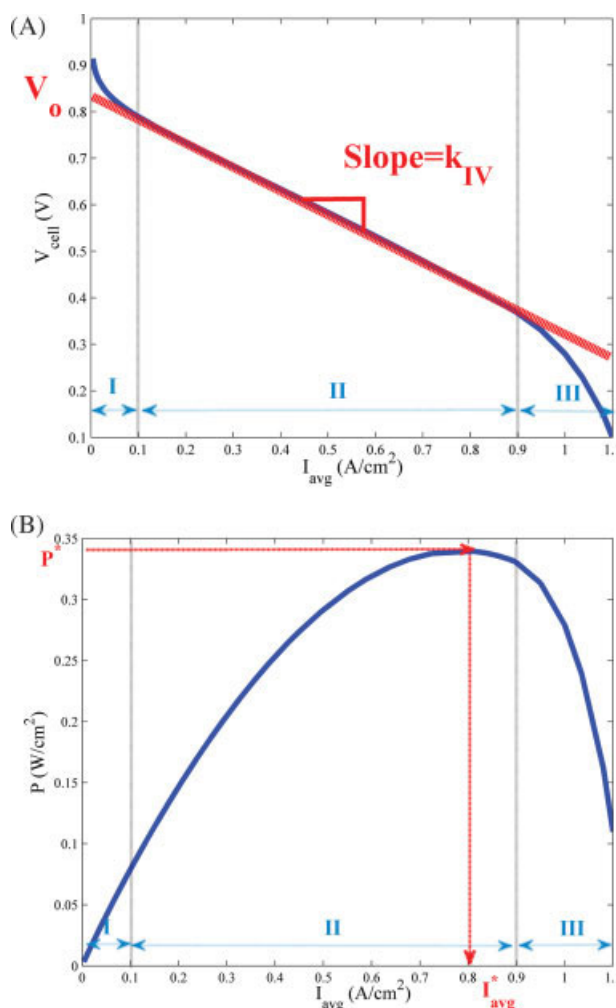 (A)
1
0.9
V_o
0.8
0.7
Slope=k_IV
0.6
0.5
0.4
0.3
0.2
0.1
V_cell (V)
I
II
III
0
0.1
0.2
0.3
0.4
0.5
0.6
0.7
0.8
0.9
1
1.
I_avg (A/cm²)
(B)
0.35
P*
0.3
0.25
0.2
0.15
0.1
0.05
0
P (W/cm²)
I
II
III
0
0.1
0.2
0.3
0.4
0.5
0.6
0.7
0.8
0.9
1
1.
I_avg (A/cm²)
I*_avg